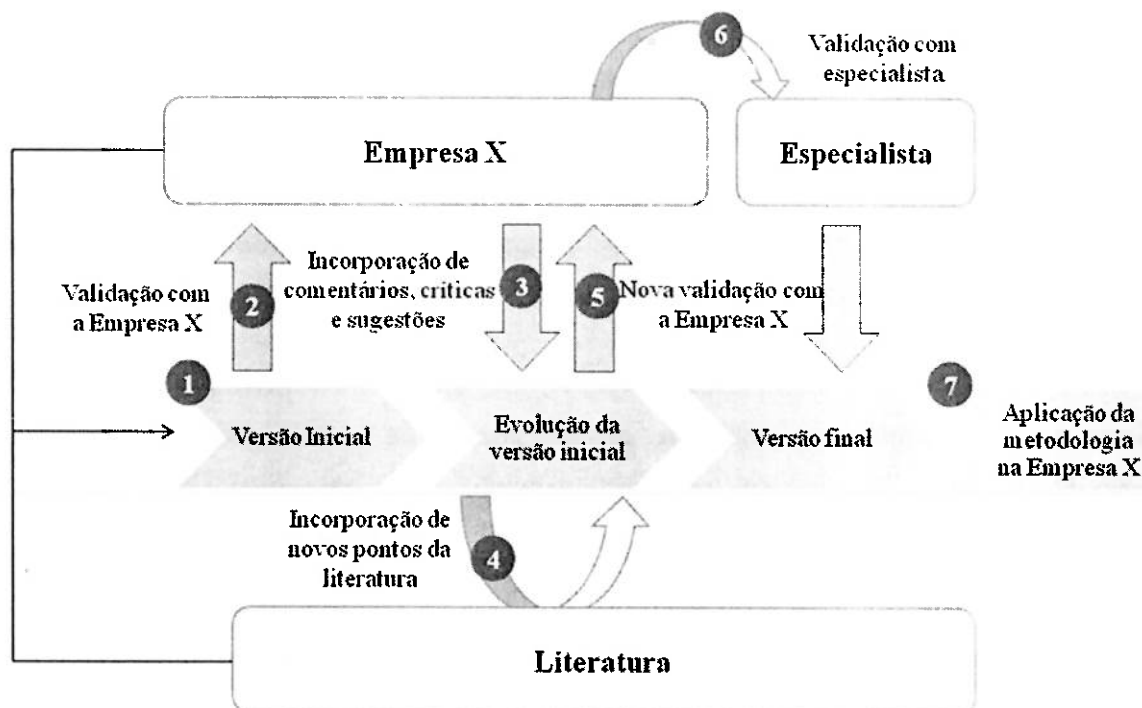 6
Validação com
especialista
Empresa X
Especialista
Validação com
a Empresa X
2
Incorporação de
comentários, críticas
e sugestões
3
5
Nova validação com
a Empresa X
1
Versão Inicial
Evolução da
versão inicial
Versão final
7
Aplicação da
metodologia
na Empresa X
Incorporação de
novos pontos da
literatura
4
Literatura